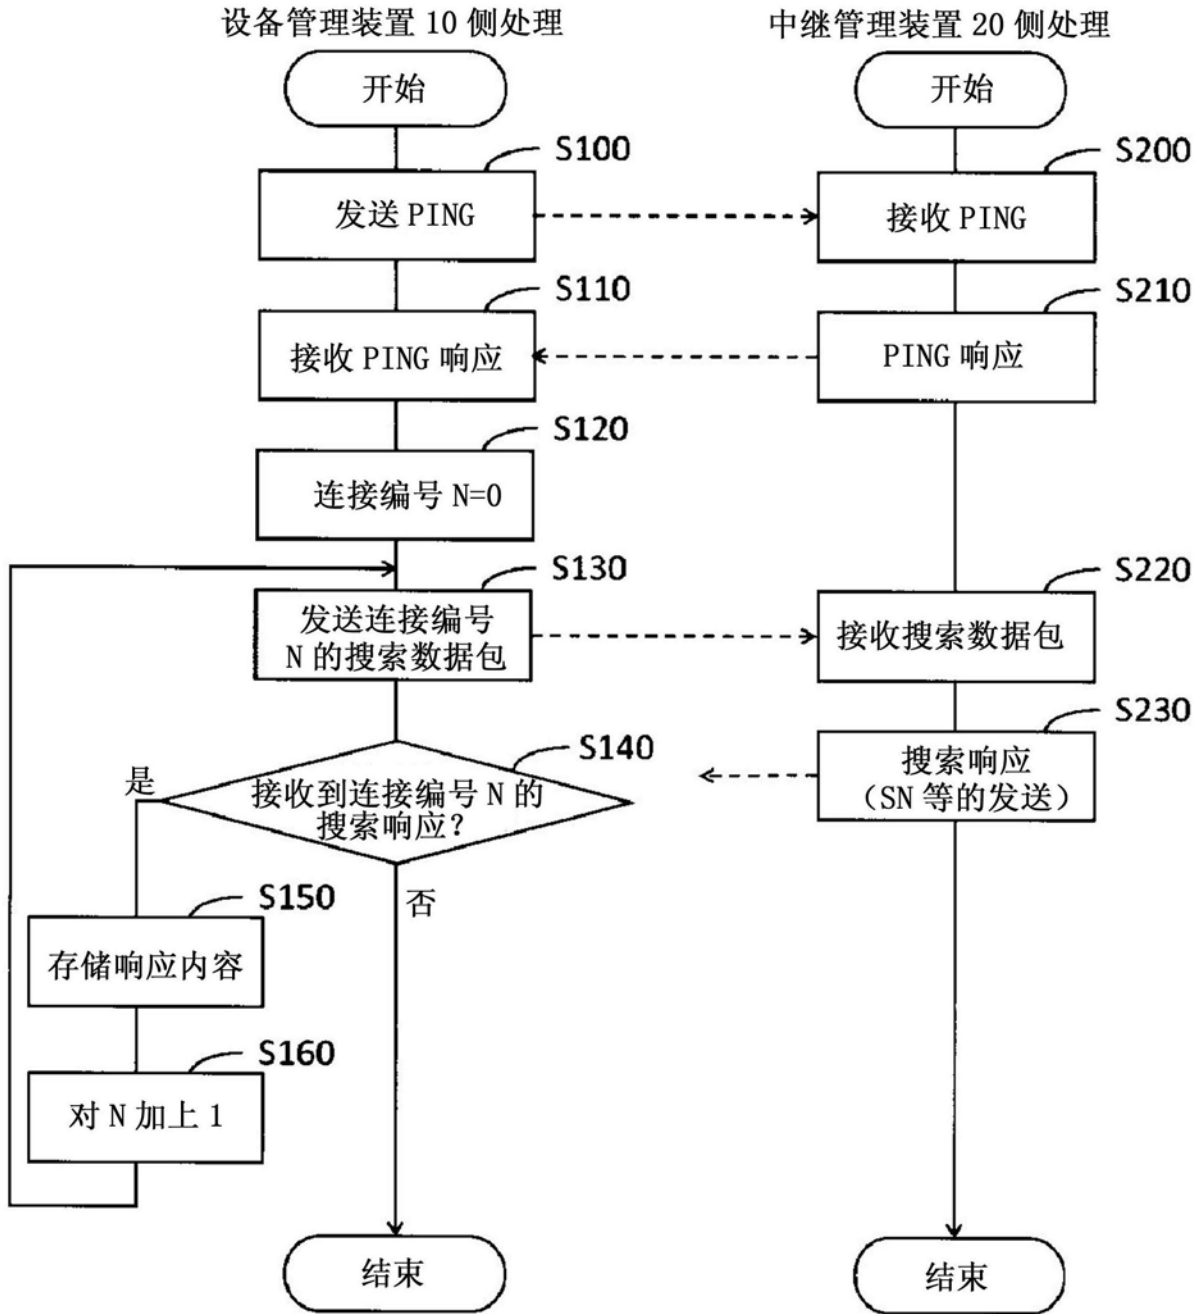 设备管理装置 10 侧处理
中继管理装置 20 侧处理
开始
开始
S100
S200
发送 PING
接收 PING
S110
S210
接收 PING 响应
PING 响应
S120
连接编号 N=0
S130
S220
发送连接编号
N 的搜索数据包
接收搜索数据包
S140
S230
是
接收到连接编号 N 的
搜索响应？
搜索响应
（SN 等的发送）
否
S150
存储响应内容
S160
对 N 加上 1
结束
结束